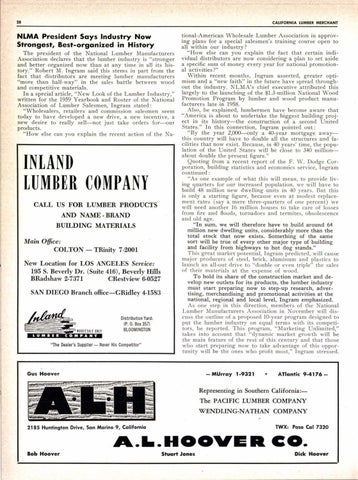 58
CALIFORNIA LUMBER MERCHANT
NLMA President Says Industry Now
Strongest, Best-organized in History
The president of the National Lumber Manufacturers
Association declares that the lumber industry is "stronger
and better organized now than at any time in all its his-
tory." Robert M. Ingram said this stems in part from the
fact that distributors are meeting lumber manufacturers
"more than half-way" in the sales battle between wood
and competitive materials.
In a special article, "New Look of the Lumber Industry,"
written for the 1959 Yearbook and Roster of the National
Association of Lumber Salesmen, Ingram stated:
"Wholesalers, retailers and commission salesmen seem
today to have developed a new drive, a new incentive, a
new desire to really sell—not just take orders for—our
products.
"How else can you explain the recent action of the Na-
tional-American Wholesale Lumber Association in approp-
ing plans for a special salesmen's training course open to
all within our industry?
"How else can you explain the fact that certain indi-
vidual distributors are now considering a plan to set aside
a specific sum of money every year for national promotion-
al activities?"
Within recent months, Ingram asserted, greater opti-
mism and a "new faith" in the future have spread through-
out the industry. NLMA's chief executive attributed this
largely to the launching of the $1.3-million National Wood
Promotion Program by lumber and wood product manu-
facturers late in 1958.
Also, he explained, lumbermen have become aware that
"America is about to undertake the biggest building proj-
ect in its history—the construction of a second United
States." In this connection, Ingram pointed out:
"By the year 2,000—only a 40-year mortgage away—
this country will have to double all the structures and fa-
cilities that now exist. Because, in 40 years' time, the popu-
lation of the United States will be close to 340 millions—
about double the present figure."
Quoting from a recent report of the F. W. Dodge Cor-
poration, building statistics and economics service, Ingram
continued:
"As one example of what this will mean, to provide liv-
ing quarters for our increased population, we will have to
build 48 million new dwelling units in 40 years. But this
is only a starting figure, because even at modest replace-
ment rates (say a mere three-quarters of one percent) we
will need another 16 million houses to take care of losses
from fire and floods, tornadoes and termites, obsolescence
and old age.
"In sum, we will therefore have to build around 64
million new dwelling units, considerably more than the
total stock that now exists. Something of the same
sort will be true of every other major type of building
and facility from highways to hot dog stands."
This great market potential, Ingram predicted, will cause
major producers of steel, brick, aluminum and plastics to
launch an all-out drive to "double or even triple" the sales
of their materials at the expense of wood.
To build its share of the construction market and de-
velop new outlets for its products, the lumber industry
must start preparing now to step-up research, adver-
tising, merchandising and promotional activities at the
national, regional and local level, Ingram emphasized.
As one step in this direction, members of the National
Lumber Manufacturers Association in November will dis-
cuss the outline of a proposed 10-year program designed to
put the lumber industry on equal terms with its competi-
tors, he reported. This program, "Marketing Unlimited,"
takes into account that "dynamic market growth will be
the main feature of the rest of this century and that those
who start preparing now to take advantage of this oppor-
tunity will be the ones who profit most," Ingram stressed.
INLAND
LUMBER COMPANY
CALL US FOR LUMBER PRODUCTS
AND NAME-BRAND
BUILDING MATERIALS
Main Office:
COLTON — TRinity 7-2001
New Location for LOS ANGELES Service:
195 S. Beverly Dr. (Suite 416), Beverly Hills
BRadshaw 2-7371 CRestview 6-0527
SAN DIEGO Branch office—GRidley 4-1583
Inland
WHOLESALE ONLY
Distribution Yard:
BLOOMINGTON
"The Dealer's Supplier — Never His Competitor"
Gus Hoover
— MUrray 1-9321 • ATlantic 9-4176 —
A·L·H
Representing in Southern California:—
The PACIFIC LUMBER COMPANY
WENDLING-NATHAN COMPANY
2185 Huntington Drive, San Marino 9, California
TWX: Pasa Cal 7320
A.L.HOOVER CO.
Bob Hoover
Stuart Jones
Dick Hoover